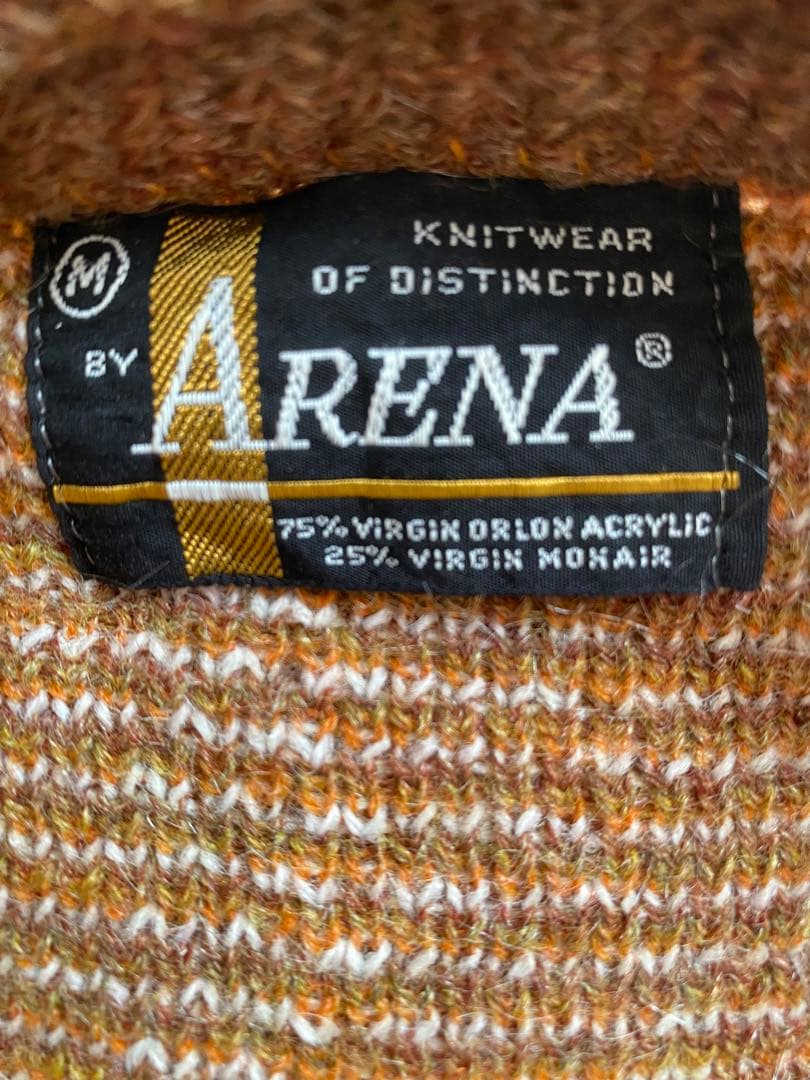 M
KNITWEAR
OF DISTINCTION
BY ARENA ®
75% VIRGIN ORLON ACRYLIC
25% VIRGIN MOHAIR